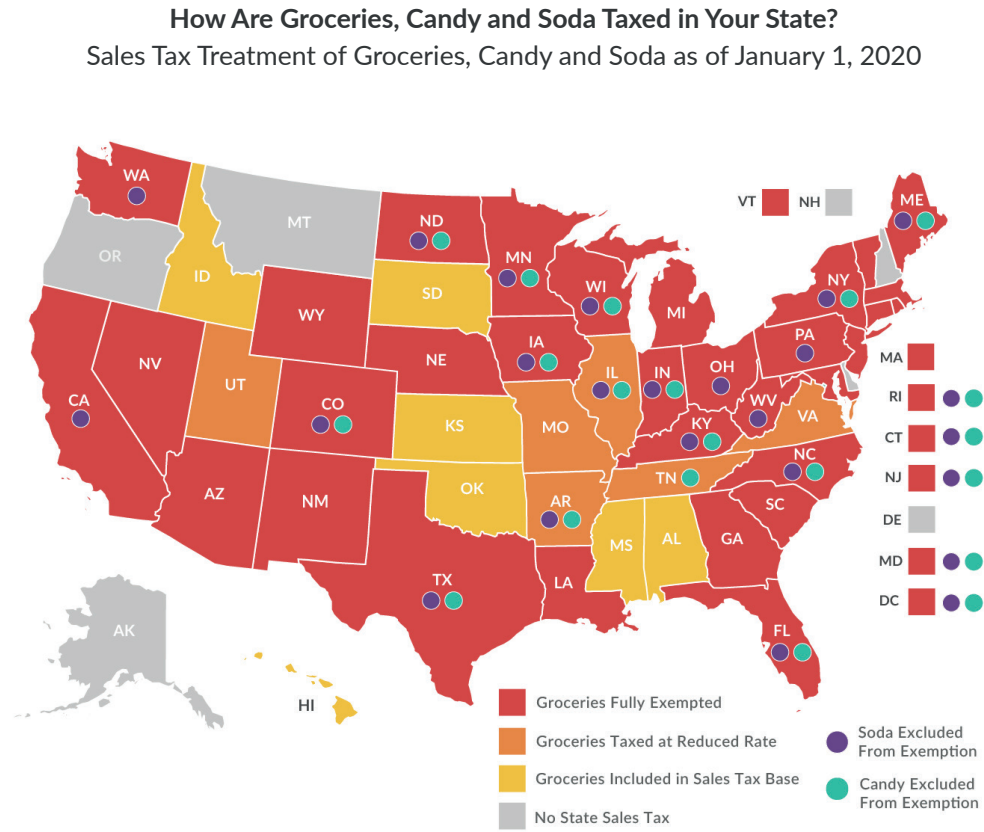 How Are Groceries, Candy and Soda Taxed in Your State?
Sales Tax Treatment of Groceries, Candy and Soda as of January 1, 2020
WA
MT
ND
VT
NH
ME
OR
ID
MN
SD
WI
NY
WY
MI
IA
PA
NE
NV
OH
MA
UT
IL
IN
CA
CO
WV
RI
VA
KS
MO
KY
CT
NC
OK
TN
NJ
AZ
NM
AR
SC
DE
MS
AL
GA
MD
TX
LA
DC
AK
FL
HI
Groceries Fully Exempted
Groceries Taxed at Reduced Rate
Groceries Included in Sales Tax Base
No State Sales Tax
Soda Excluded
From Exemption
Candy Excluded
From Exemption